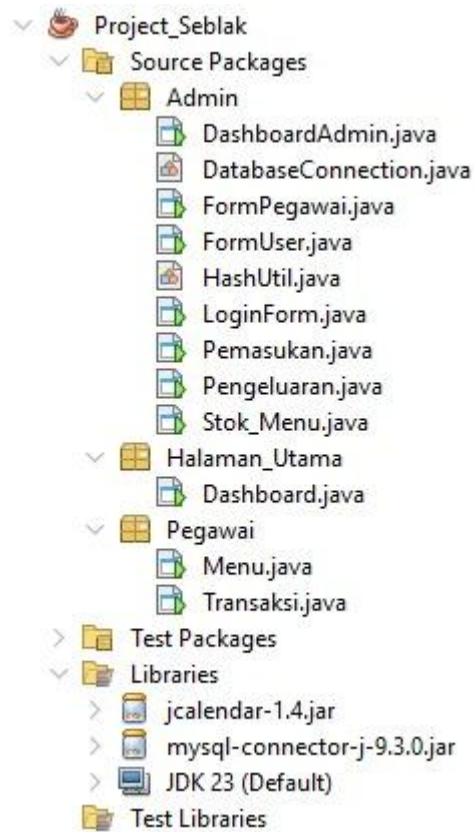 Project_Seblak
Source Packages
Admin
DashboardAdmin.java
DatabaseConnection.java
FormPegawai.java
FormUser.java
HashUtil.java
LoginForm.java
Pemasukan.java
Pengeluaran.java
Stok_Menu.java
Halaman_Utama
Dashboard.java
Pegawai
Menu.java
Transaksi.java
Test Packages
Libraries
jcalendar-1.4.jar
mysql-connector-j-9.3.0.jar
JDK 23 (Default)
Test Libraries